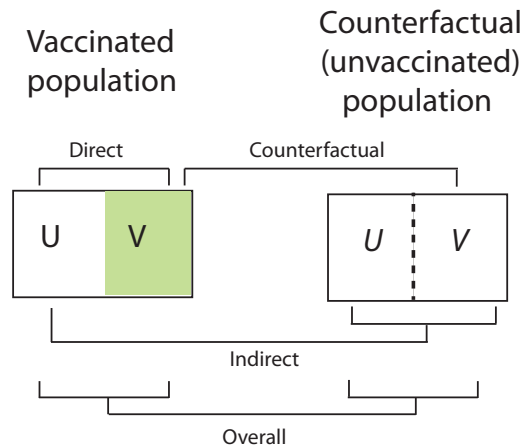 Vaccinated
population
Counterfactual
(unvaccinated)
population
Direct
Counterfactual
U V
U V
Indirect
Overall